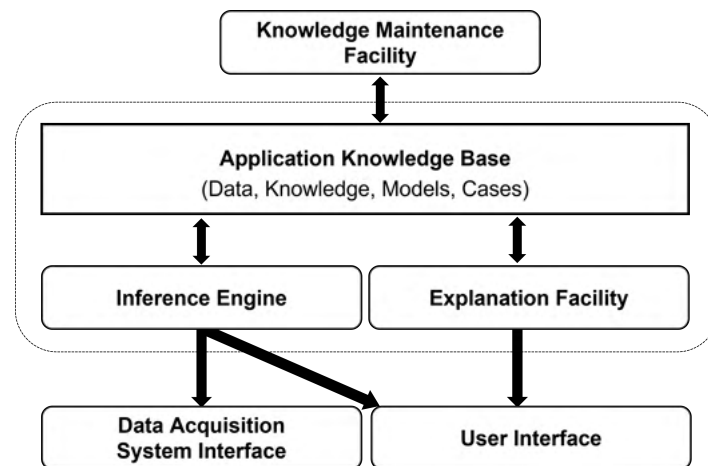 Knowledge Maintenance
Facility
Application Knowledge Base
(Data, Knowledge, Models, Cases)
Inference Engine
Explanation Facility
Data Acquisition
System Interface
User Interface